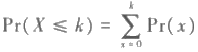 Pr(X ⩽ k) = ∑_{x=0}^{k} Pr(x)